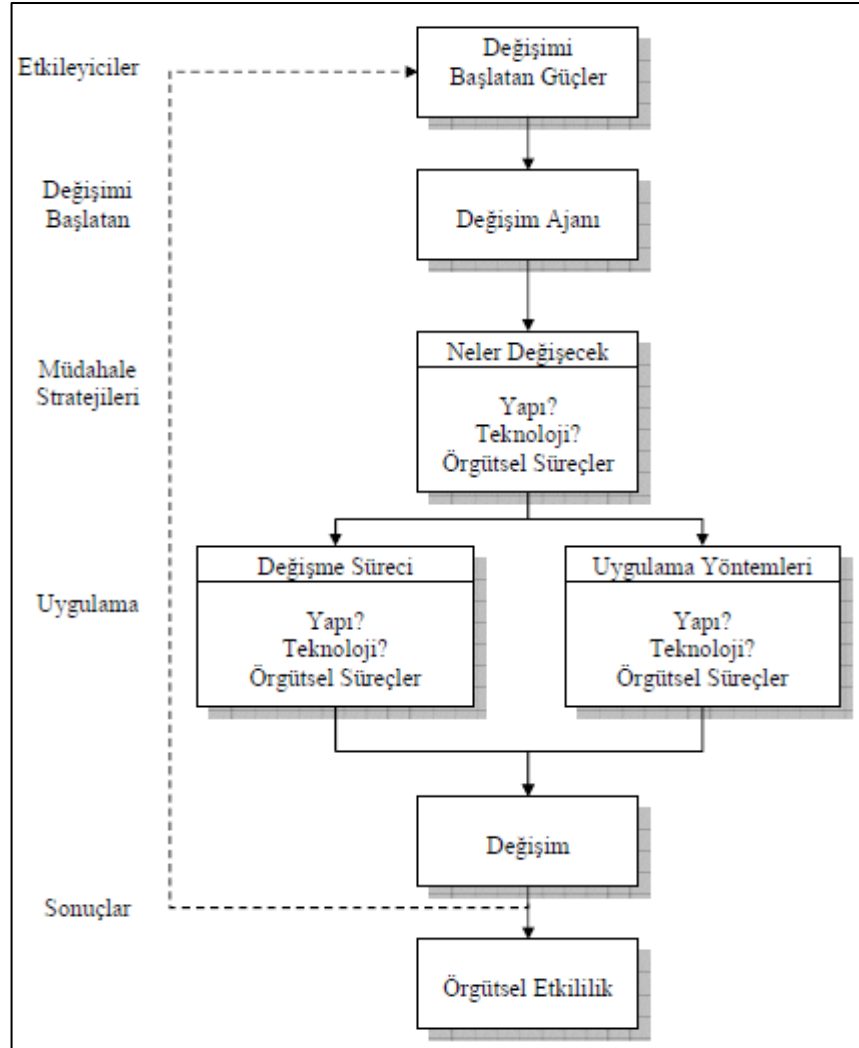 Etkileyiciler
Değişimi
Başlatan Güçler
Değişimi
Başlatan
Değişim Ajanı
Müdahale
Stratejileri
Neler Değişecek
Yapı?
Teknoloji?
Örgütsel Süreçler
Uygulama
Değişme Süreci
Yapı?
Teknoloji?
Örgütsel Süreçler
Uygulama Yöntemleri
Yapı?
Teknoloji?
Örgütsel Süreçler
Değişim
Sonuçlar
Örgütsel Etkililik